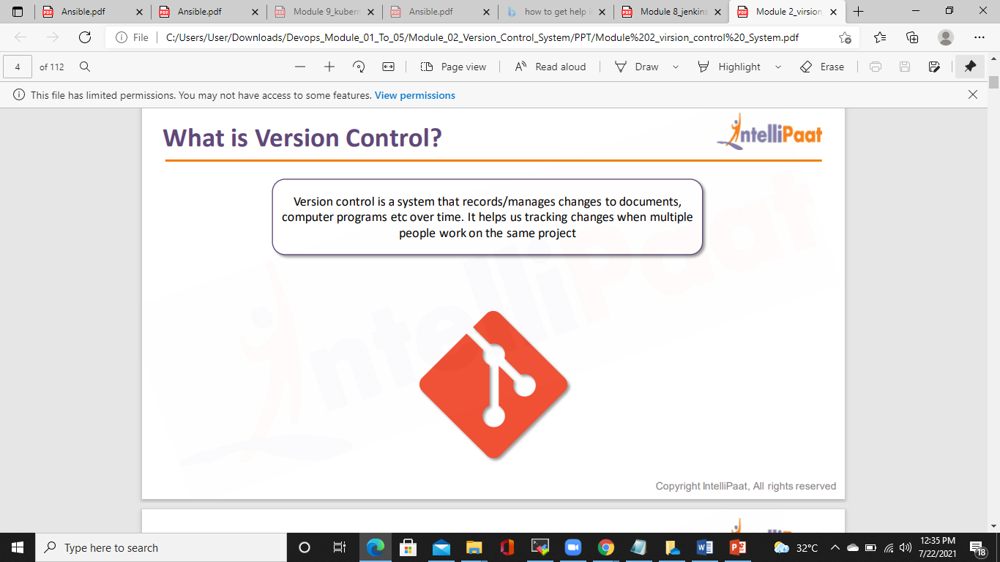 Ansible.pdf
Ansible.pdf
Module 9_kubern
Ansible.pdf
how to get help i
Module 8_jenkins
Module 2_virsion_
File
C:/Users/User/Downloads/Devops_Module_01_To_05/Module_02_Version_Control_System/PPT/Module%202_virsion_control%20_System.pdf
4
of 112
Page view
Read aloud
Draw
Highlight
Erase
This file has limited permissions. You may not have access to some features. View permissions
What is Version Control?
IntelliPaat
Version control is a system that records/manages changes to documents,
computer programs etc over time. It helps us tracking changes when multiple
people work on the same project
IntelliPaat
Copyright IntelliPaat, All rights reserved
Type here to search
32°C
12:35 PM
7/22/2021
18